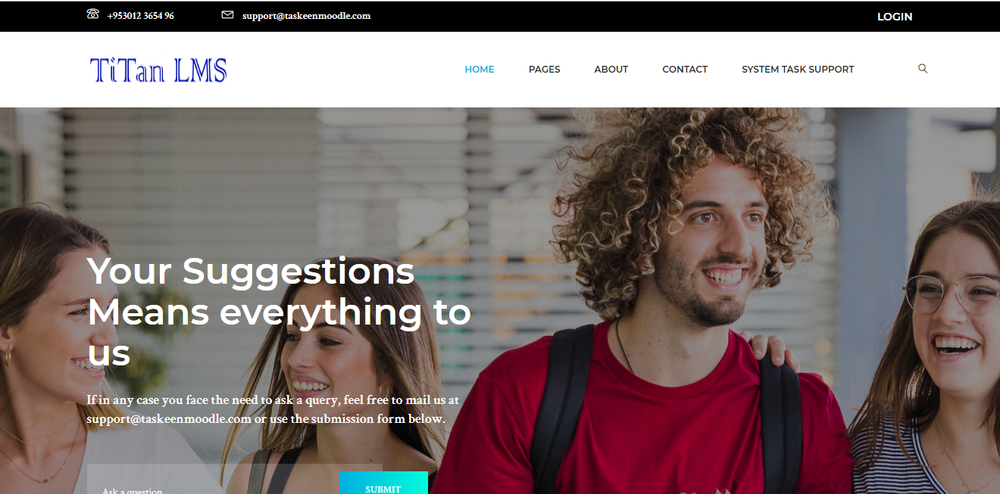 +953012 3654 96
support@taskeenmoodle.com
LOGIN
TiTan LMS
HOME
PAGES
ABOUT
CONTACT
SYSTEM TASK SUPPORT
Your Suggestions
Means everything to
us
If in any case you face the need to ask a query, feel free to mail us at
support@taskeenmoodle.com or use the submission form below.
Ask a question
SUBMIT